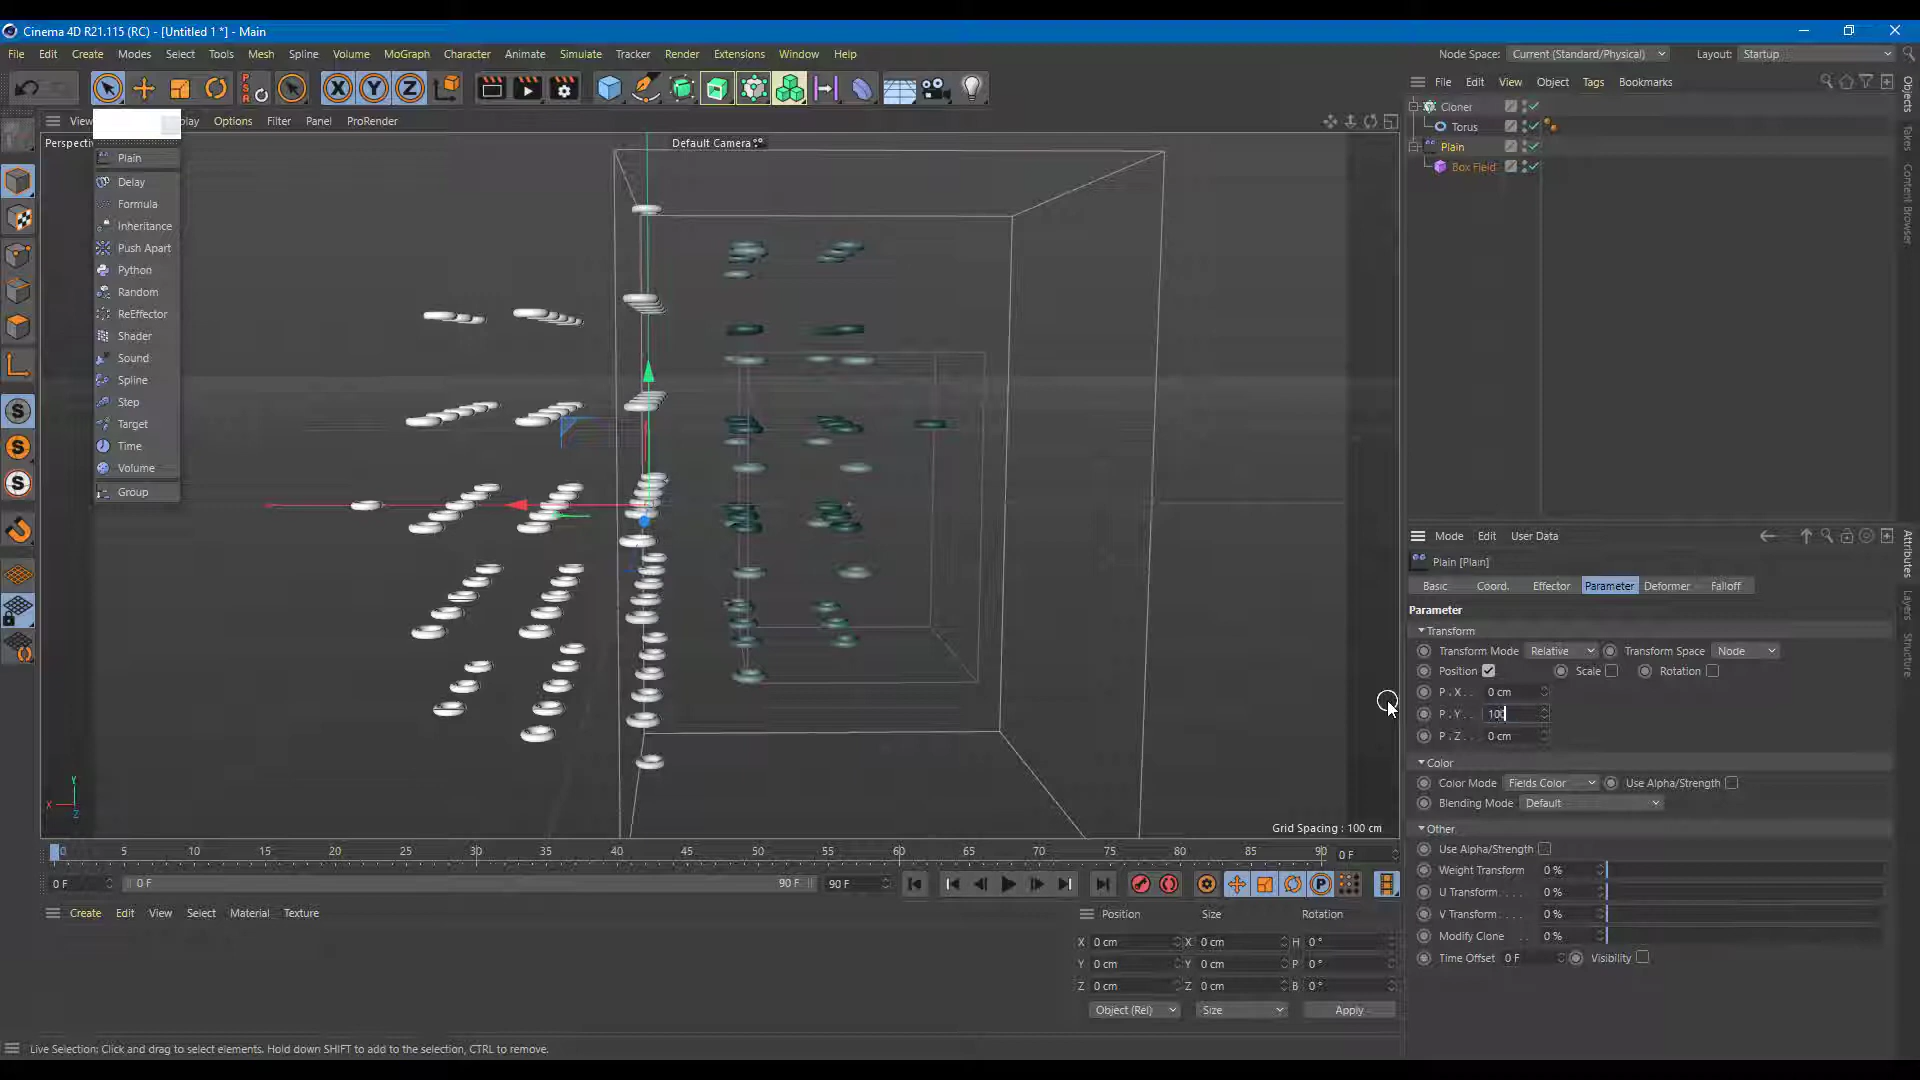 Cinema 4D R21.115 (RC) - [Untitled 1 *] - Main
File Edit Create Modes Select Tools Mesh Spline Volume MoGraph Character Animate Simulate Tracker Render Extensions Window Help
Node Space: Current (Standard/Physical) Layout: Startup
PSR X Y Z
File Edit View Object Tags Bookmarks
View Options Filter Panel ProRender
Default Camera
Plain
Delay
Formula
Inheritance
Push Apart
Python
Random
ReEffector
Shader
Sound
Spline
Step
Target
Time
Volume
Group
Cloner
Torus
Plain
Box Field
Objects
Takes
Content Browser
Attributes
Layers
Structure
Mode Edit User Data
Plain [Plain]
Basic Coord. Effector Parameter Deformer Falloff
Parameter
Transform
Transform Mode Relative Transform Space Node
Position Scale Rotation
P . X . . 0 cm
P . Y . . 100
P . Z . . 0 cm
Color
Color Mode Fields Color Use Alpha/Strength
Blending Mode Default
Other
Use Alpha/Strength
Weight Transform 0 %
U Transform . . . . 0 %
V Transform . . . . 0 %
Modify Clone . . 0 %
Time Offset 0 F Visibility
Y
X
Z
Grid Spacing : 100 cm
0 5 10 15 20 25 30 35 40 45 50 55 60 65 70 75 80 85 90 0 F
0 F 0 F 90 F 90 F
Create Edit View Select Material Texture
Position Size Rotation
X 0 cm X 0 cm H 0 °
Y 0 cm Y 0 cm P 0 °
Z 0 cm Z 0 cm B 0 °
Object (Rel) Size Apply
Live Selection: Click and drag to select elements. Hold down SHIFT to add to the selection, CTRL to remove.